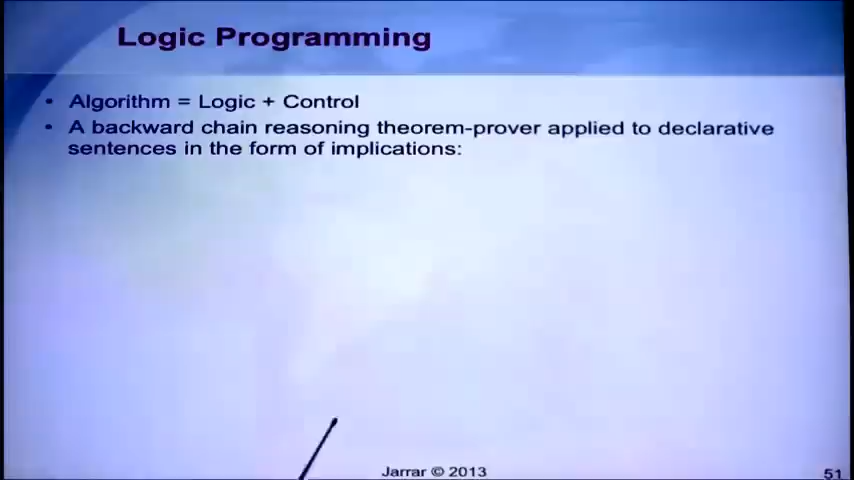 Logic Programming
• Algorithm = Logic + Control
• A backward chain reasoning theorem-prover applied to declarative
sentences in the form of implications:
Jarrar © 2013
51